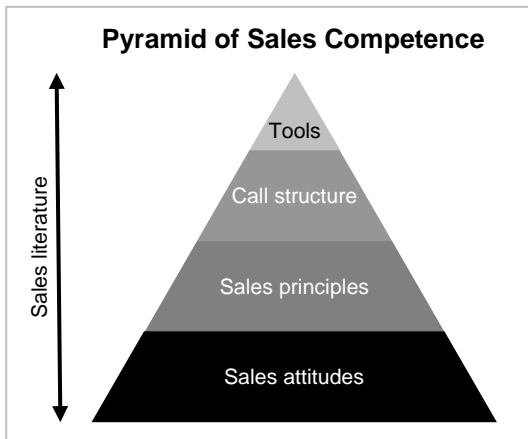 Pyramid of Sales Competence
Tools
Call structure
Sales principles
Sales attitudes
Sales literature